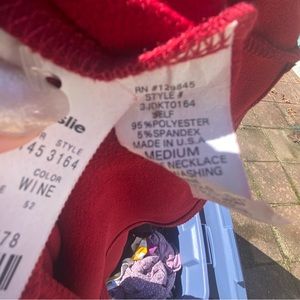 slie
R STYLE
45 3164
COLOR
WINE
E 52
78
RN #128845
STYLE #
3JDKT0164
SELF
95%POLYESTER
5%SPANDEX
MADE IN U.S.A
MEDIUM
NECKLACE
WASHING